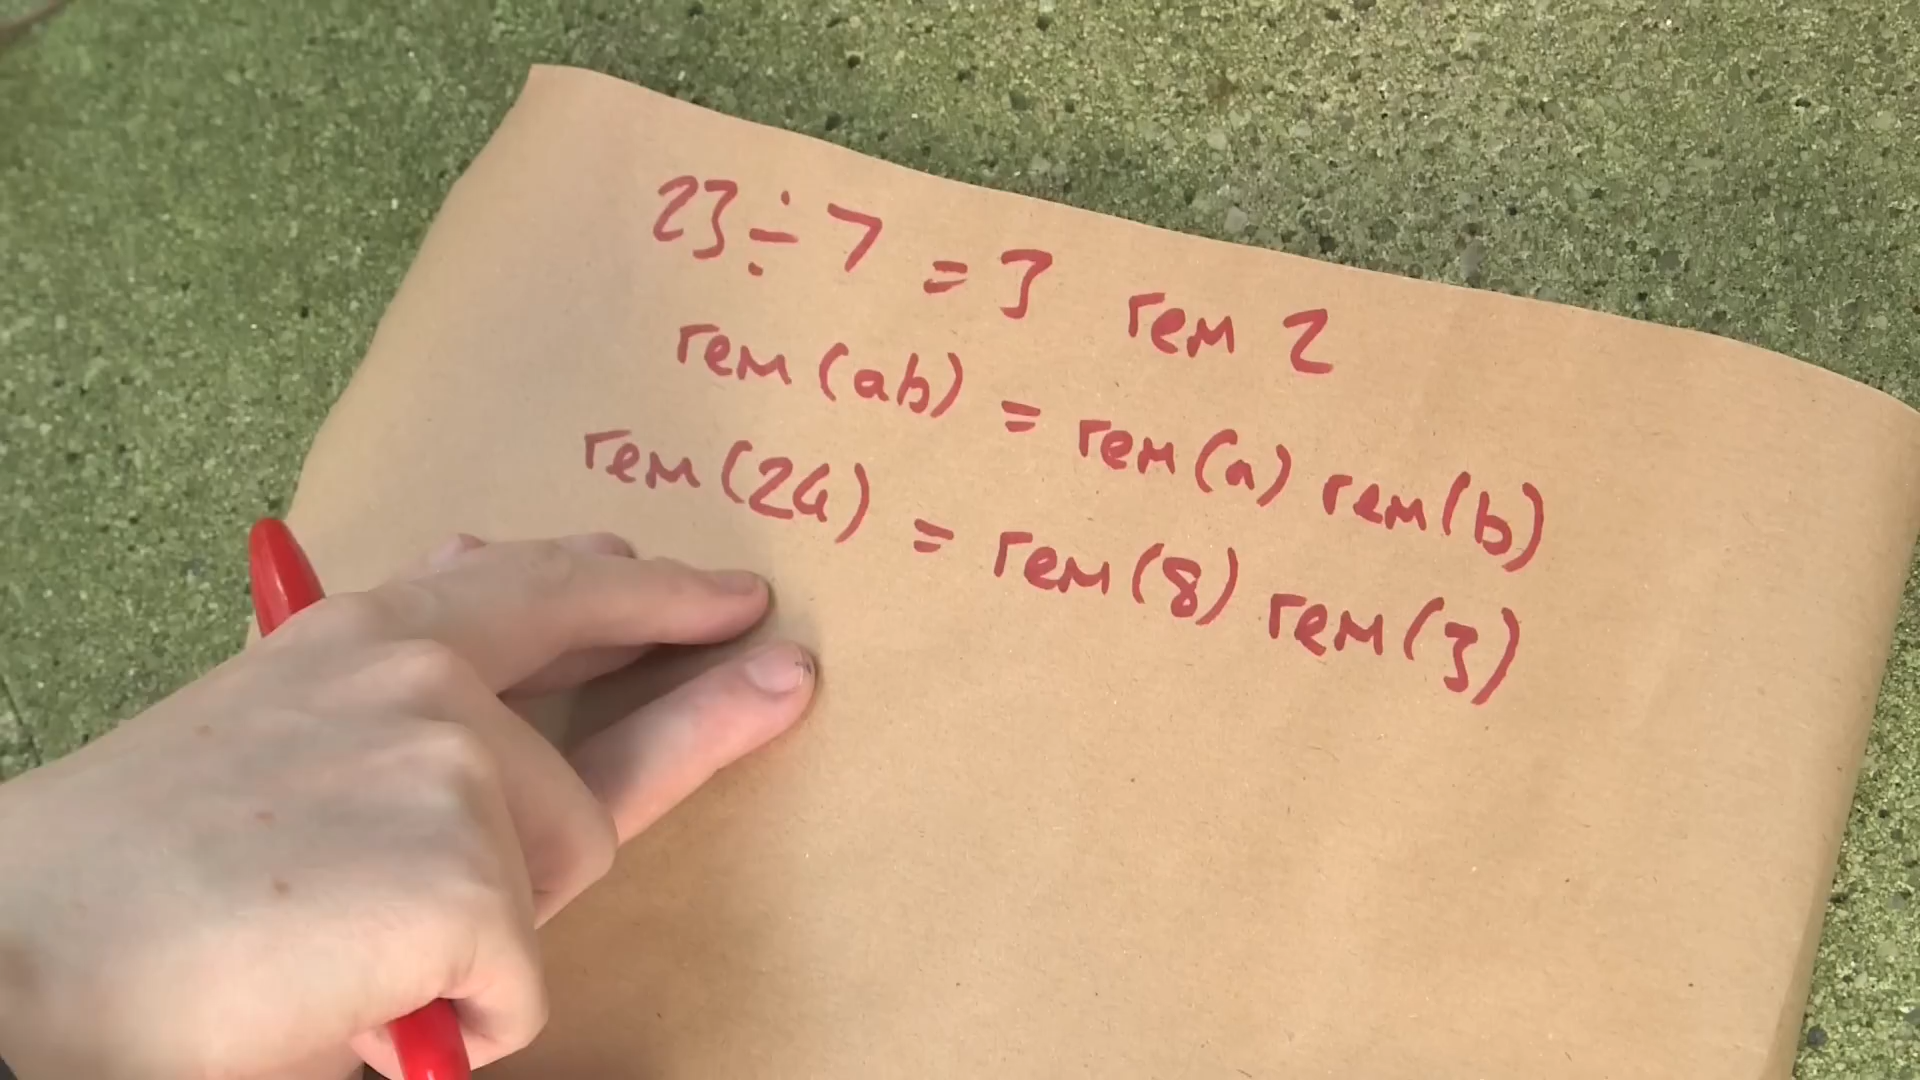 23 ÷ 7 = 3 rem 2
rem (ab) = rem (a) rem (b)
rem (24) = rem (8) rem (3)